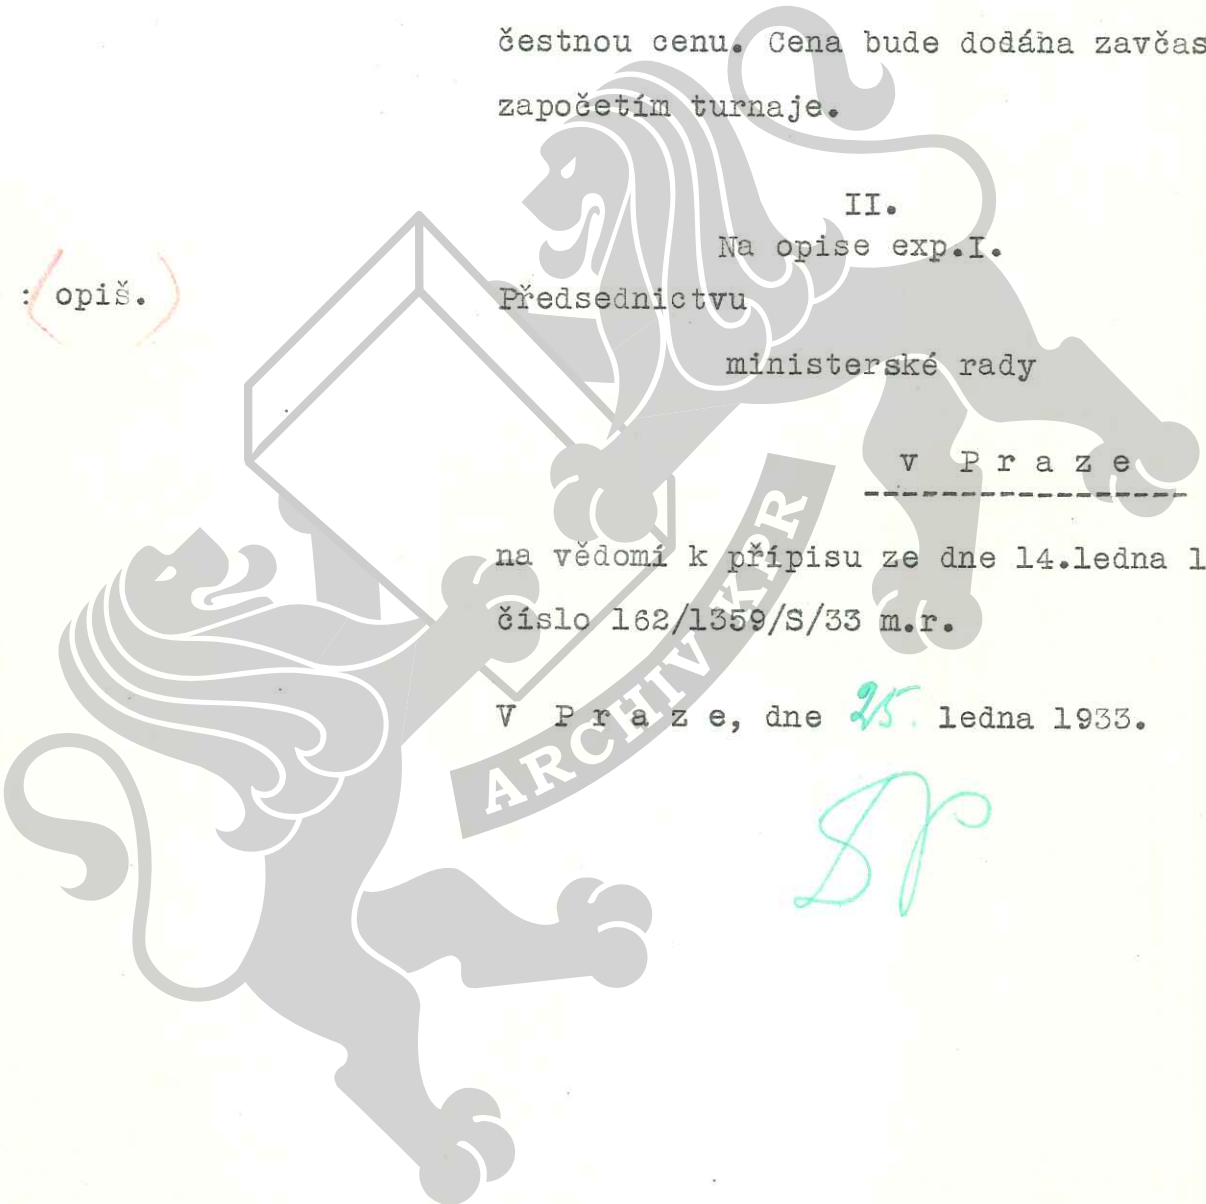 čestnou cenu. Cena bude dodána zavčas
započetím turnaje.
II.
Na opise exp.I.
: opiš.
Předsednictvu
ministerské rady
v P r a z e
na vědomí k přípisu ze dne 14.ledna 1
číslo 162/1359/S/33 m.r.
V P r a z e, dne 25. ledna 1933.
ARCHIV KPR